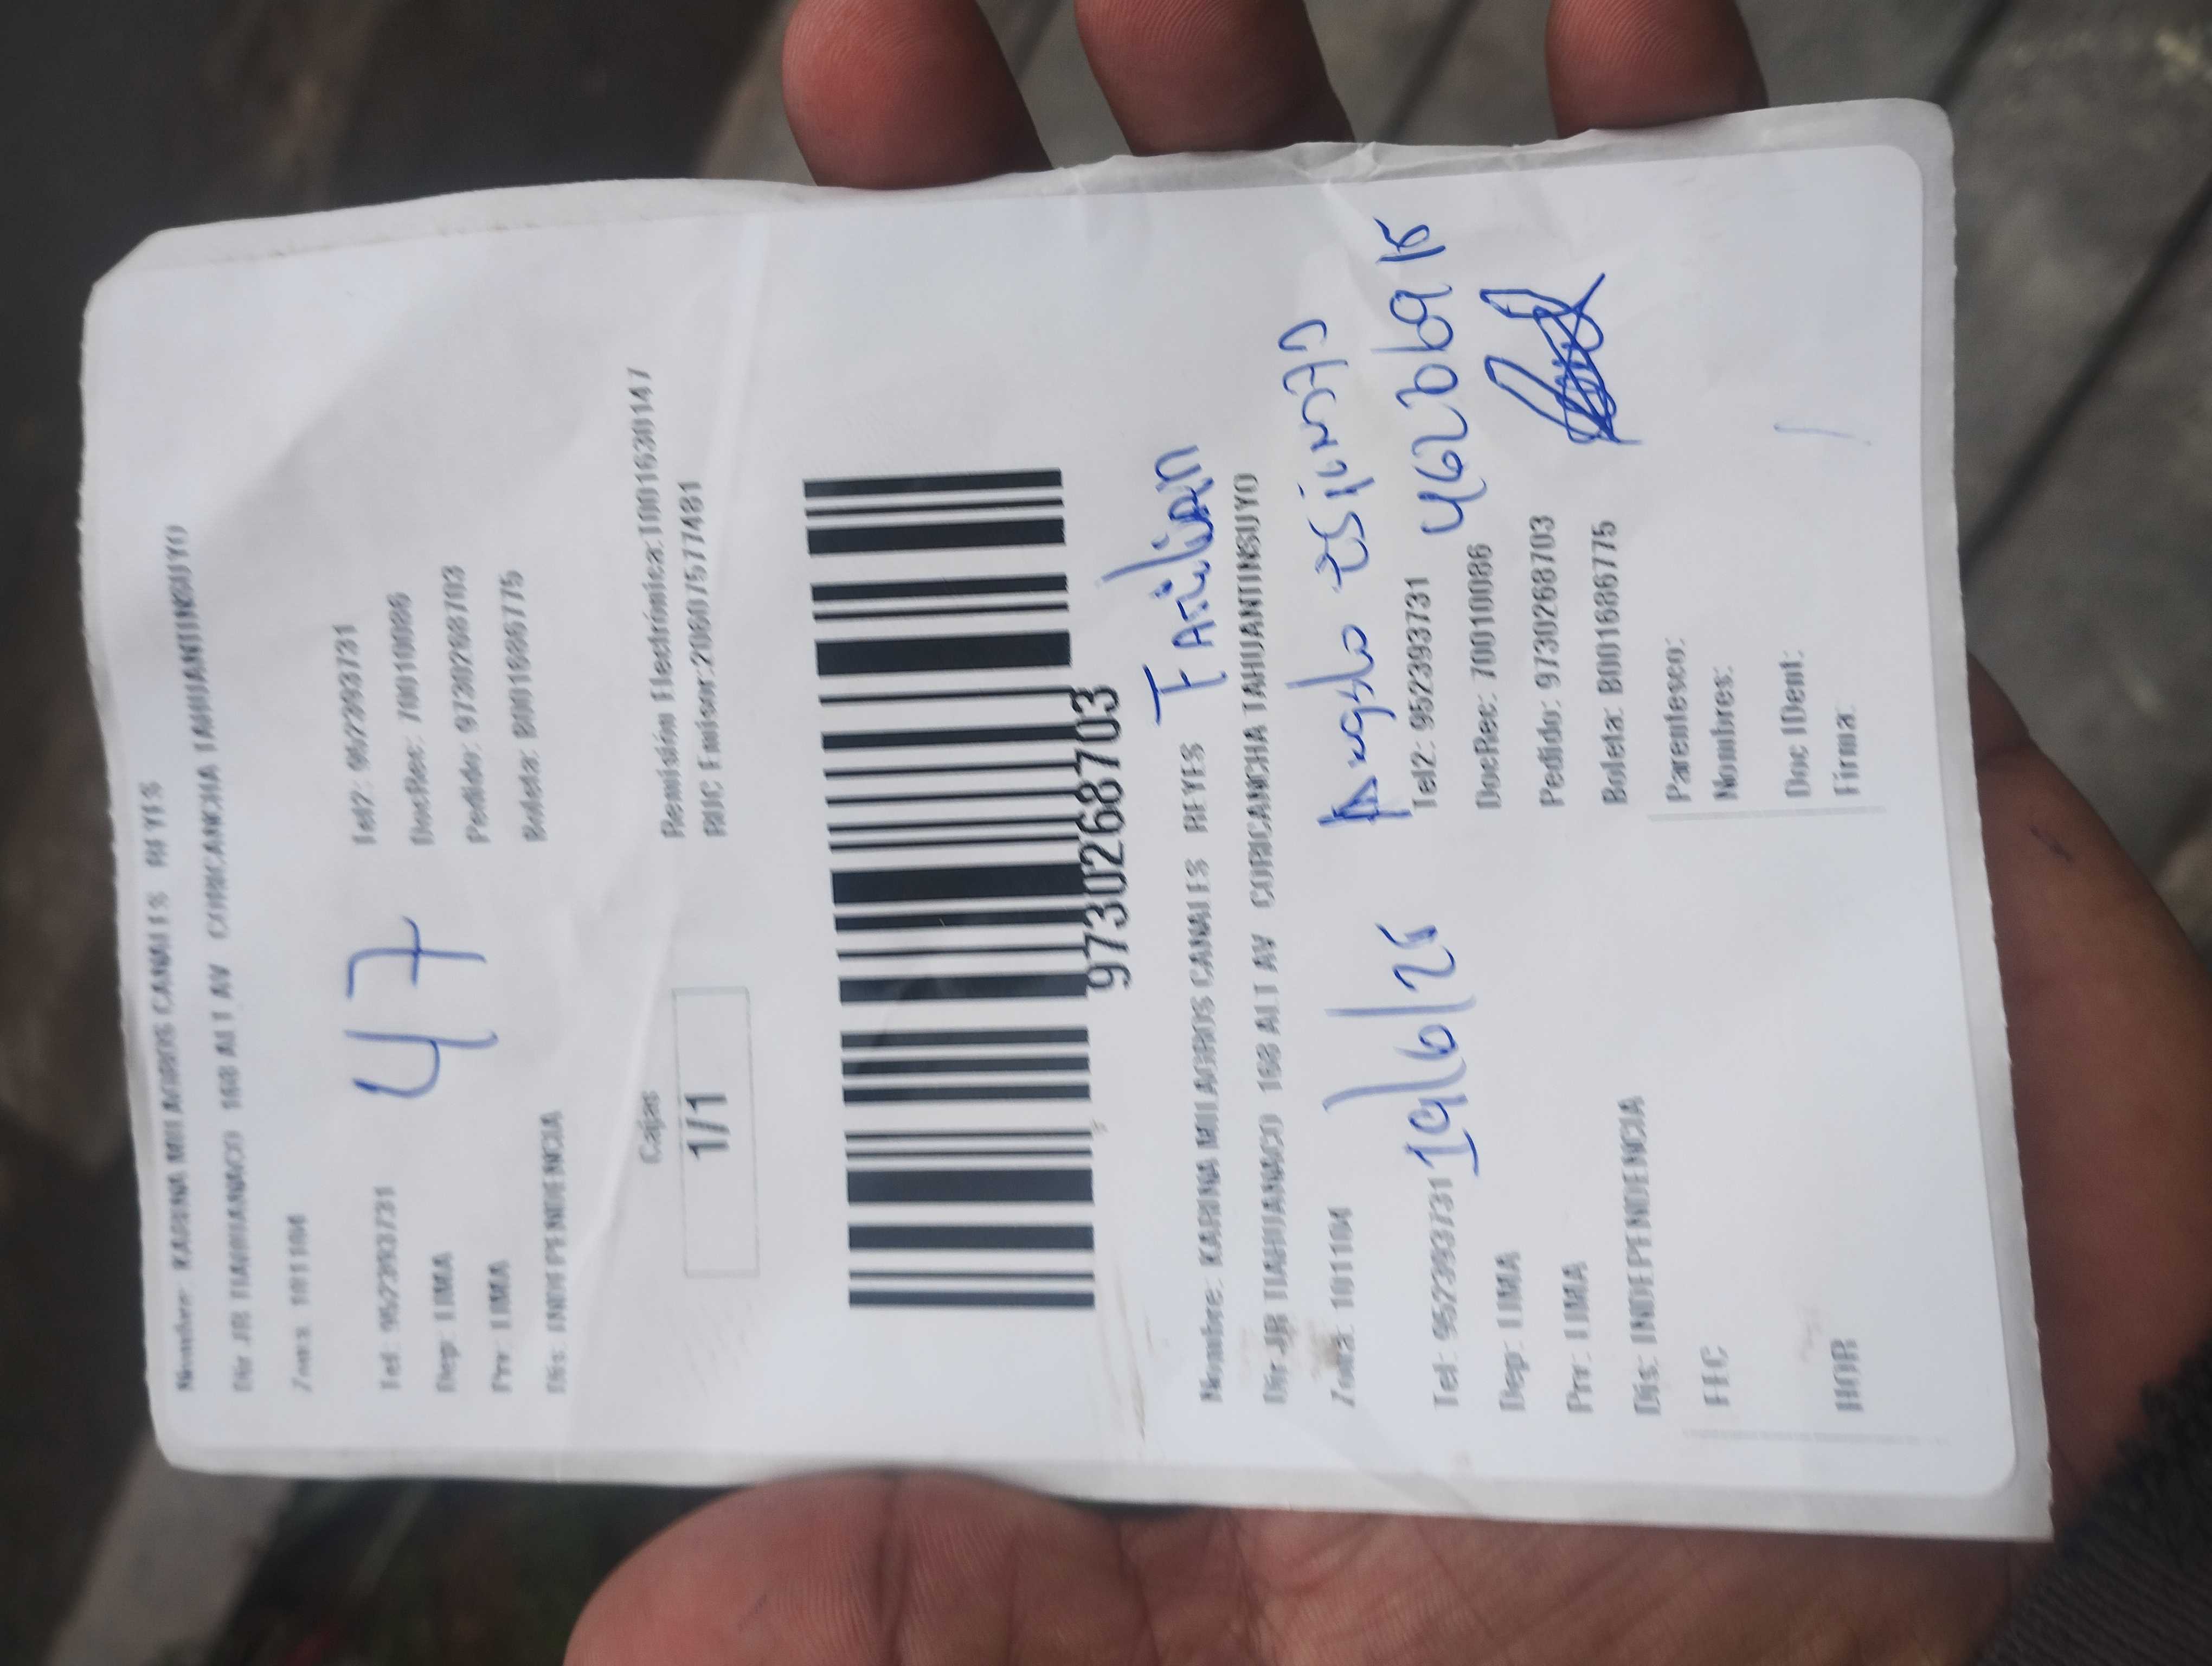 Nombre: KARINA MILAGROS CANALES REYES
Dir JR TIAHUANACO 168 ALT AV CORICANCHA TAHUANTINSUYO
Zona: 101104
Tel: 952393731 47 Tel2: 952393731
Dep: LIMA DocRec: 70010086
Prv: LIMA Pedido: 9730268703
Dis: INDEPENDENCIA Boleta: B001686775
Cajas Remisión Electrónica:T001630147
1/1 RUC Emisor:20607577481
97302688703
Nombre: KARINA MILAGROS CANALES REYES Familiar
Dir JR TIAHUANACO 168 ALT AV CORICANCHA TAHUANTINSUYO
Zona: 101104
Tel: 952393731 19/6/25 Tel2: 952393731
Dep: LIMA DocRec: 70010086
Prv: LIMA Pedido: 97302688703
Dis: INDEPENDENCIA Boleta: B001686775
FEC Parentesco:
Nombres:
HOR Doc IDent:
Firma: